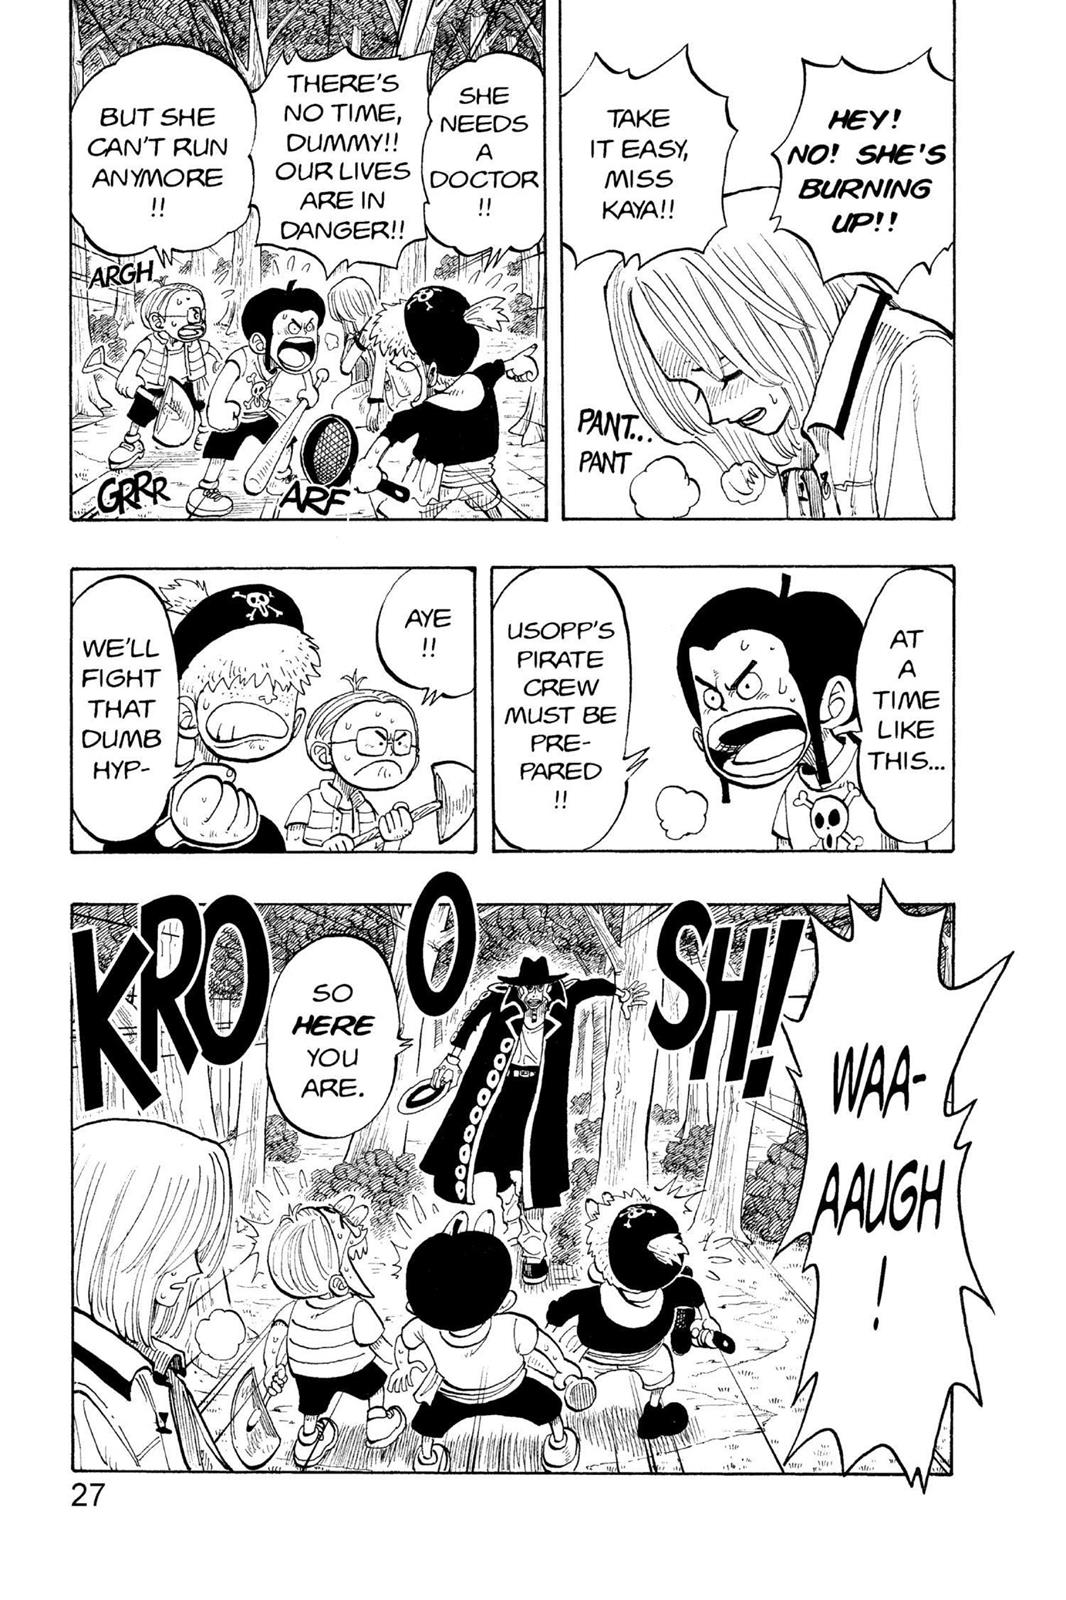 HEY!
NO! SHE'S
BURNING
UP!!
TAKE
IT EASY,
MISS
KAYA!!
PANT...
PANT
SHE
NEEDS
A
DOCTOR
!!
THERE'S
NO TIME,
DUMMY!!
OUR LIVES
ARE IN
DANGER!!
BUT SHE
CAN'T RUN
ANYMORE
!!
ARGH
GRRR
ARF
AT
A
TIME
LIKE
THIS...
USOPP'S
PIRATE
CREW
MUST BE
PRE-
PARED
!!
AYE
!!
WE'LL
FIGHT
THAT
DUMB
HYP-
KROOSH!
SO
HERE
YOU
ARE.
WAA-
AAUGH
!
27